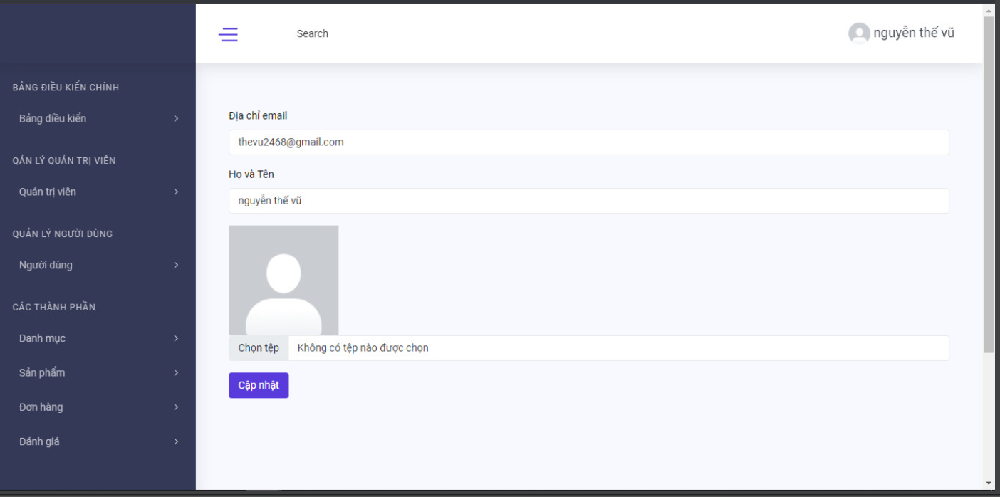 Search
nguyễn thế vũ
BẢNG ĐIỀU KIỂN CHÍNH
Bảng điều kiển
QẢN LÝ QUẢN TRỊ VIÊN
Quản trị viên
QUẢN LÝ NGƯỜI DÙNG
Người dùng
CÁC THÀNH PHẦN
Danh mục
Sản phẩm
Đơn hàng
Đánh giá
Địa chỉ email
thevu2468@gmail.com
Họ và Tên
nguyễn thế vũ
Chọn tệp Không có tệp nào được chọn
Cập nhật